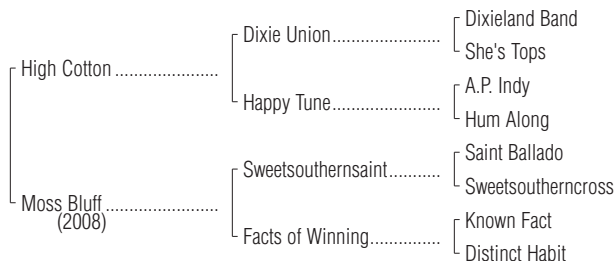 Dixieland Band
Dixie Union
She's Tops
High Cotton
A.P. Indy
Happy Tune
Hum Along
Saint Ballado
Sweetsouthernsaint
Sweetsoutherncross
Moss Bluff
(2008)
Known Fact
Facts of Winning
Distinct Habit